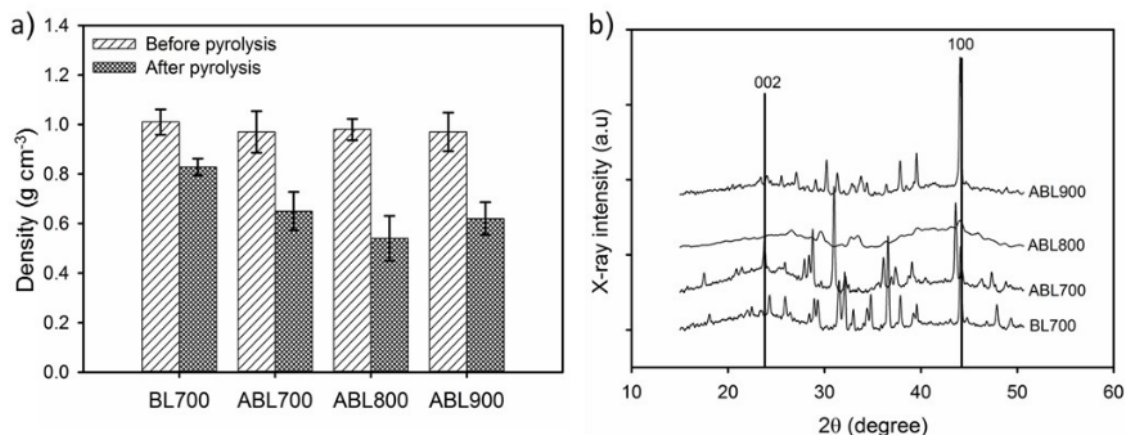 a)
1.4
1.2
1.0
0.8
0.6
0.4
0.2
0.0
Density (g cm⁻³)
Before pyrolysis
After pyrolysis
BL700 ABL700 ABL800 ABL900
b)
X-ray intensity (a.u)
002
100
ABL900
ABL800
ABL700
BL700
10 20 30 40 50 60
2θ (degree)